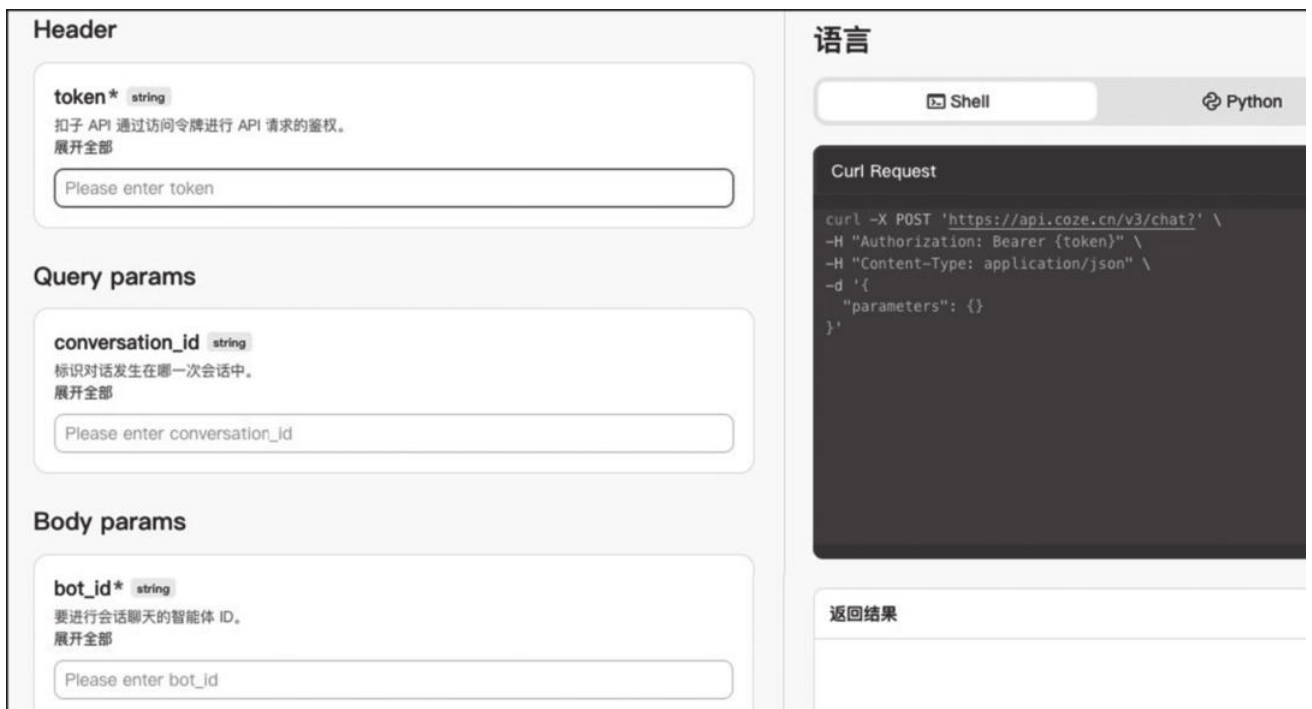 Header
token* string
扣子 API 通过访问令牌进行 API 请求的鉴权。
展开全部
Please enter token
Query params
conversation_id string
标识对话发生在哪一次会话中。
展开全部
Please enter conversation_id
Body params
bot_id* string
要进行会话聊天的智能体 ID。
展开全部
Please enter bot_id
语言
Shell
Python
Curl Request
curl -X POST 'https://api.coze.cn/v3/chat?' \
-H "Authorization: Bearer {token}" \
-H "Content-Type: application/json" \
-d '{
"parameters": {}
}'
返回结果